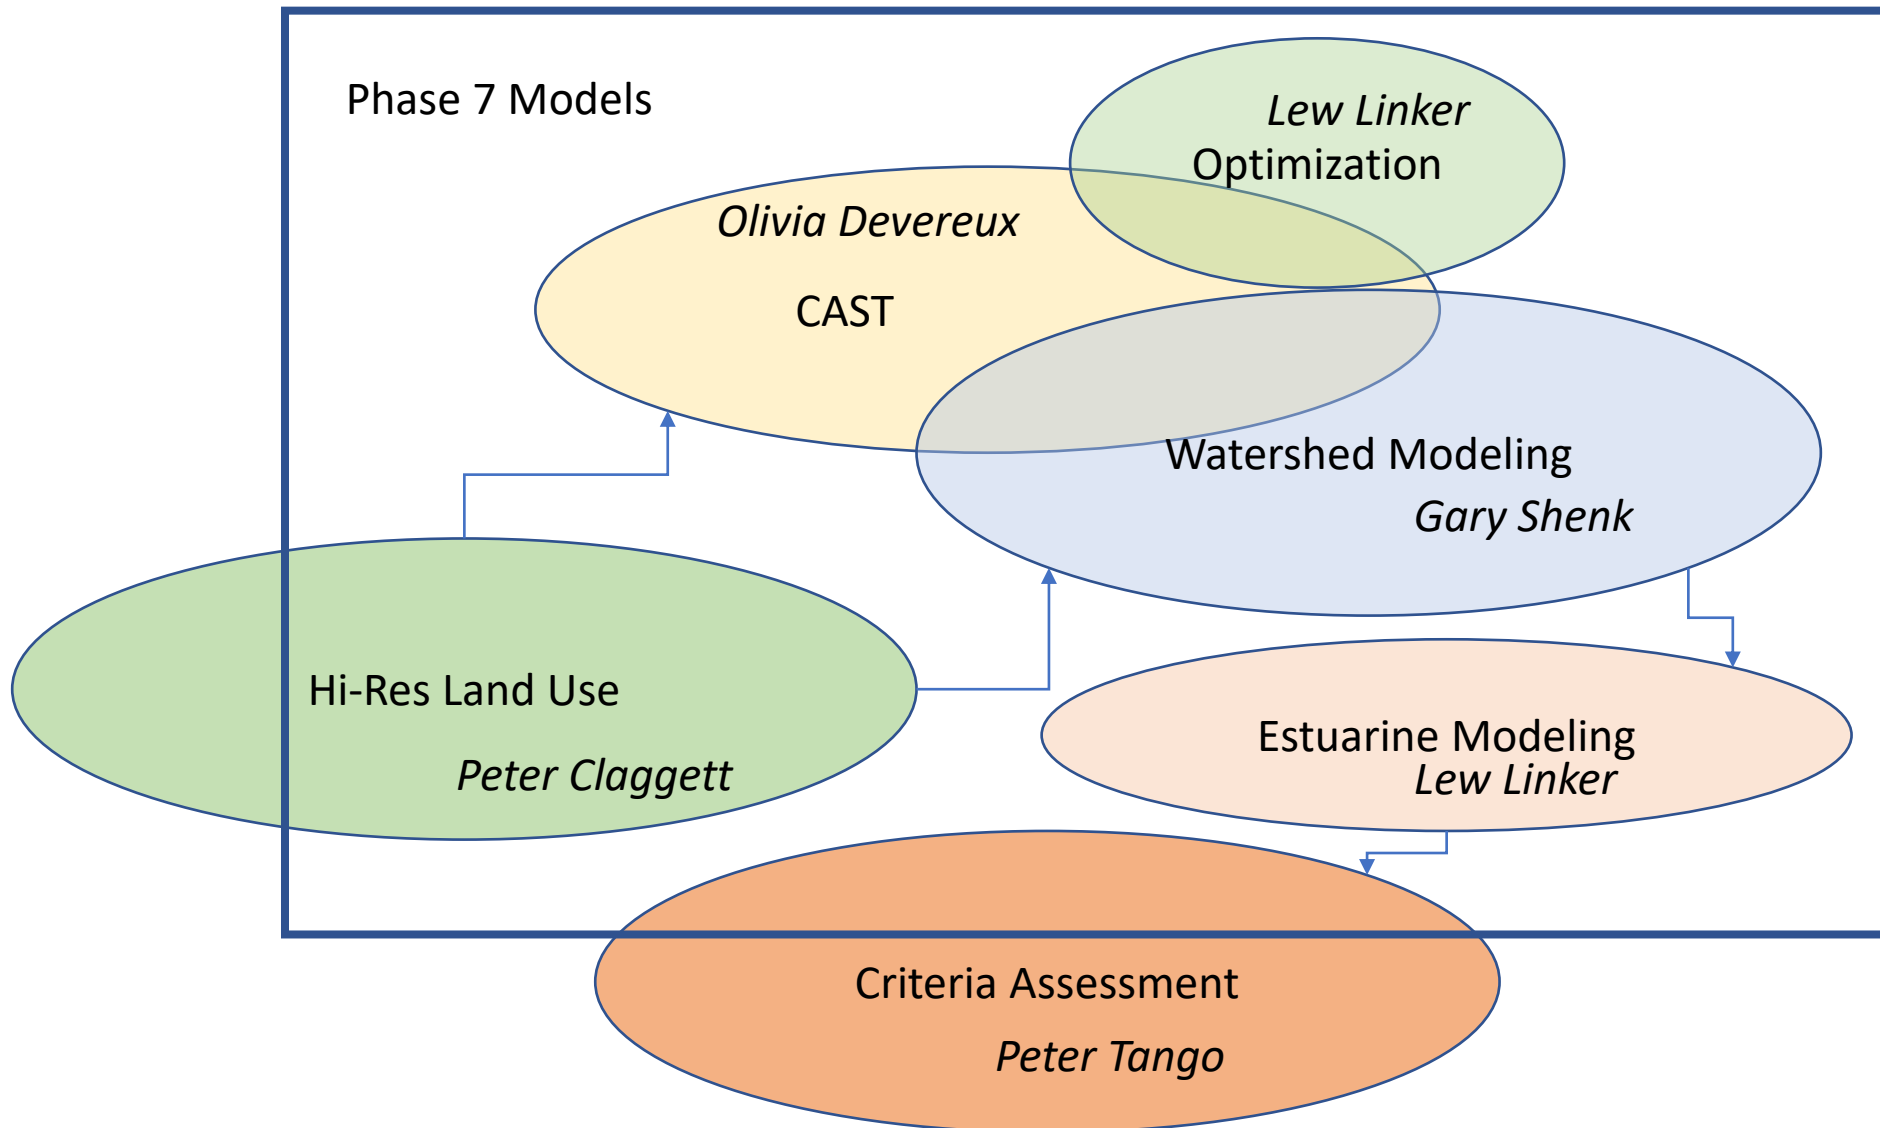 Phase 7 Models
Lew Linker
Optimization
Olivia Devereux
CAST
Watershed Modeling
Gary Shenk
Hi-Res Land Use
Peter Claggett
Estuarine Modeling
Lew Linker
Criteria Assessment
Peter Tango